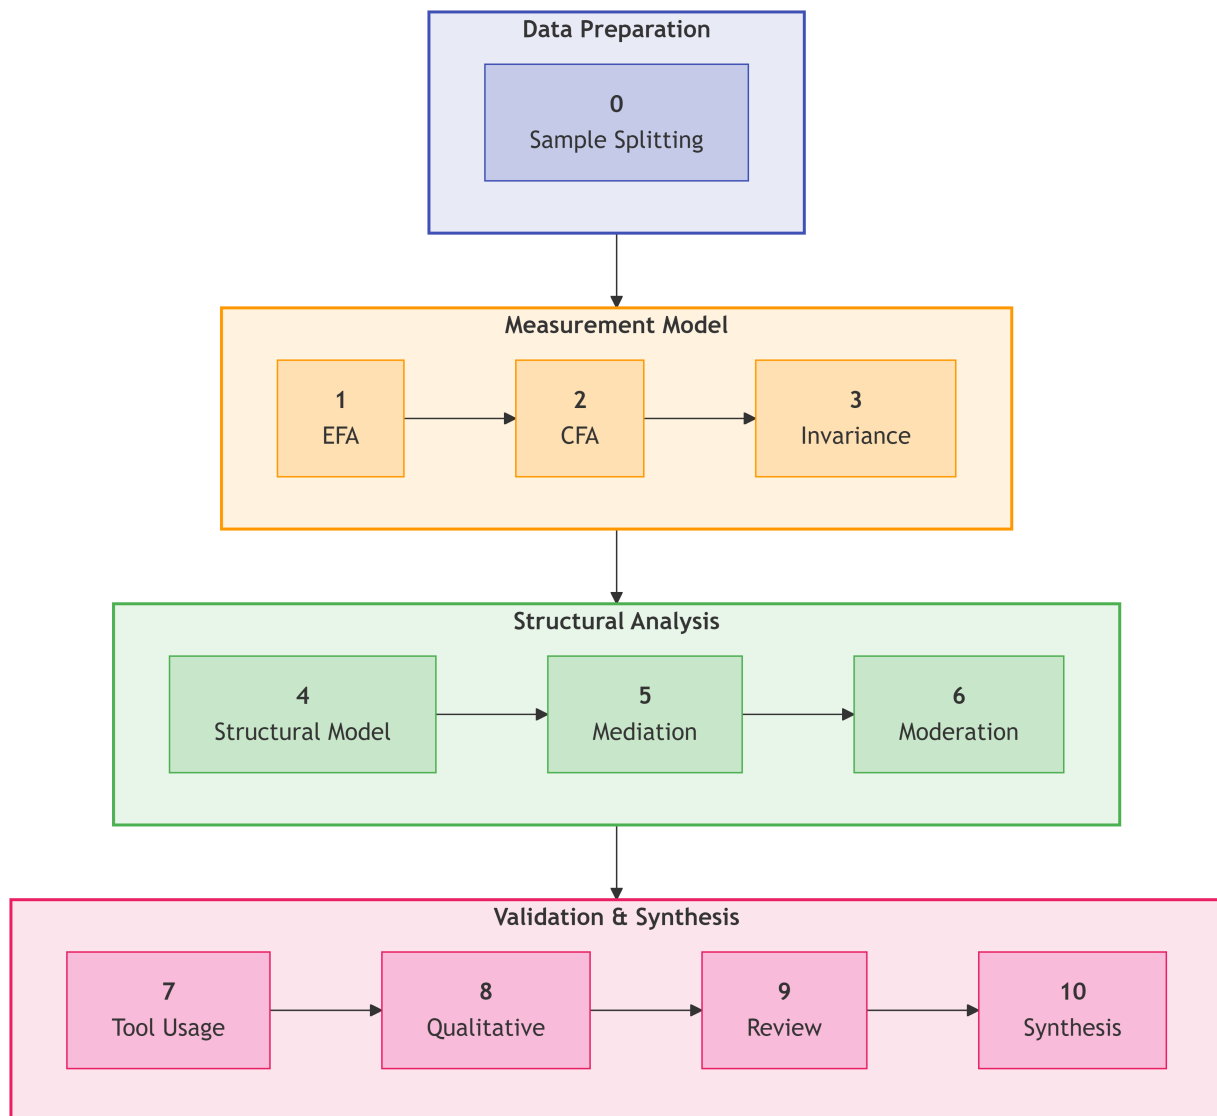 Data Preparation
0
Sample Splitting
Measurement Model
1
EFA
2
CFA
3
Invariance
Structural Analysis
4
Structural Model
5
Mediation
6
Moderation
Validation & Synthesis
7
Tool Usage
8
Qualitative
9
Review
10
Synthesis